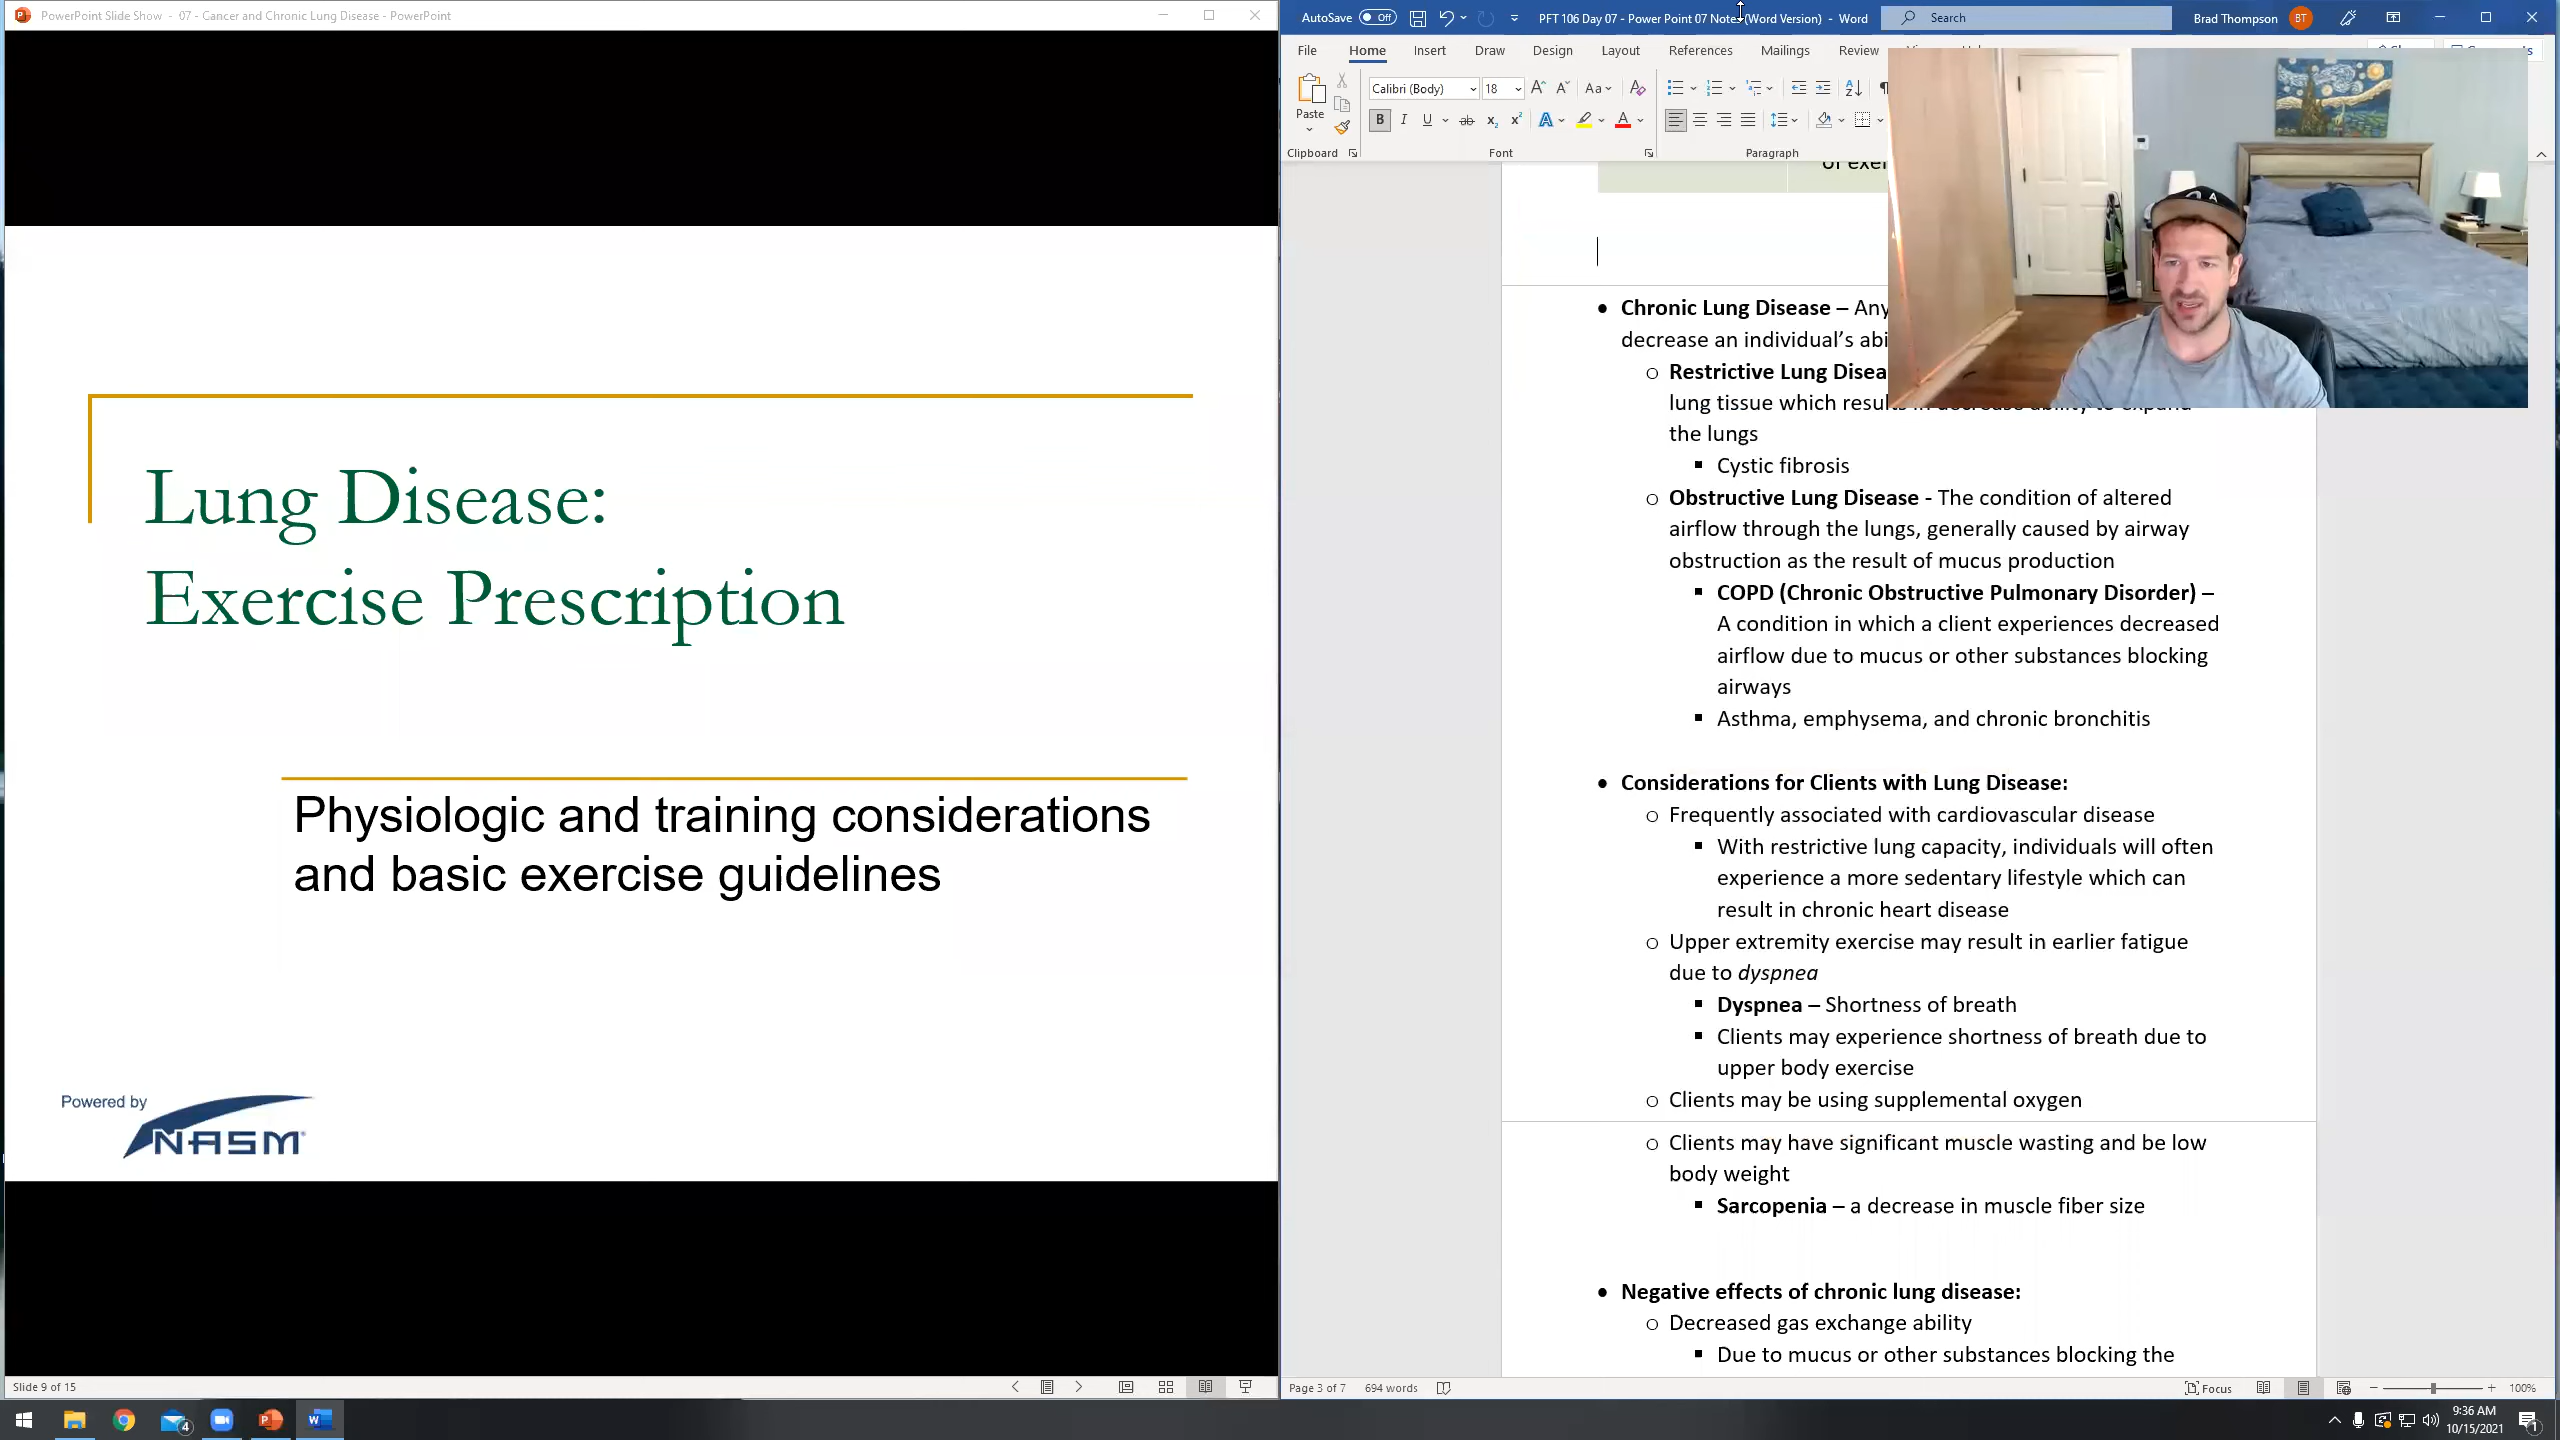 PowerPoint Slide Show - 07 - Cancer and Chronic Lung Disease - PowerPoint
Lung Disease:
Exercise Prescription
Physiologic and training considerations
and basic exercise guidelines
Powered by
NASM
Slide 9 of 15
AutoSave Off
PFT 106 Day 07 - Power Point 07 Notes (Word Version) - Word
Search
Brad Thompson BT
File Home Insert Draw Design Layout References Mailings Review
Calibri (Body) 18
Paste
Clipboard Font Paragraph
Chronic Lung Disease – Any
decrease an individual’s
Restrictive Lung
lung tissue which results in decrease ability to expand
the lungs
Cystic fibrosis
Obstructive Lung Disease - The condition of altered
airflow through the lungs, generally caused by airway
obstruction as the result of mucus production
COPD (Chronic Obstructive Pulmonary Disorder) –
A condition in which a client experiences decreased
airflow due to mucus or other substances blocking
airways
Asthma, emphysema, and chronic bronchitis
Considerations for Clients with Lung Disease:
Frequently associated with cardiovascular disease
With restrictive lung capacity, individuals will often
experience a more sedentary lifestyle which can
result in chronic heart disease
Upper extremity exercise may result in earlier fatigue
due to dyspnea
Dyspnea – Shortness of breath
Clients may experience shortness of breath due to
upper body exercise
Clients may be using supplemental oxygen
Clients may have significant muscle wasting and be low
body weight
Sarcopenia – a decrease in muscle fiber size
Negative effects of chronic lung disease:
Decreased gas exchange ability
Due to mucus or other substances blocking the
Page 3 of 7 694 words
Focus
100%
4
9:36 AM
10/15/2021
1